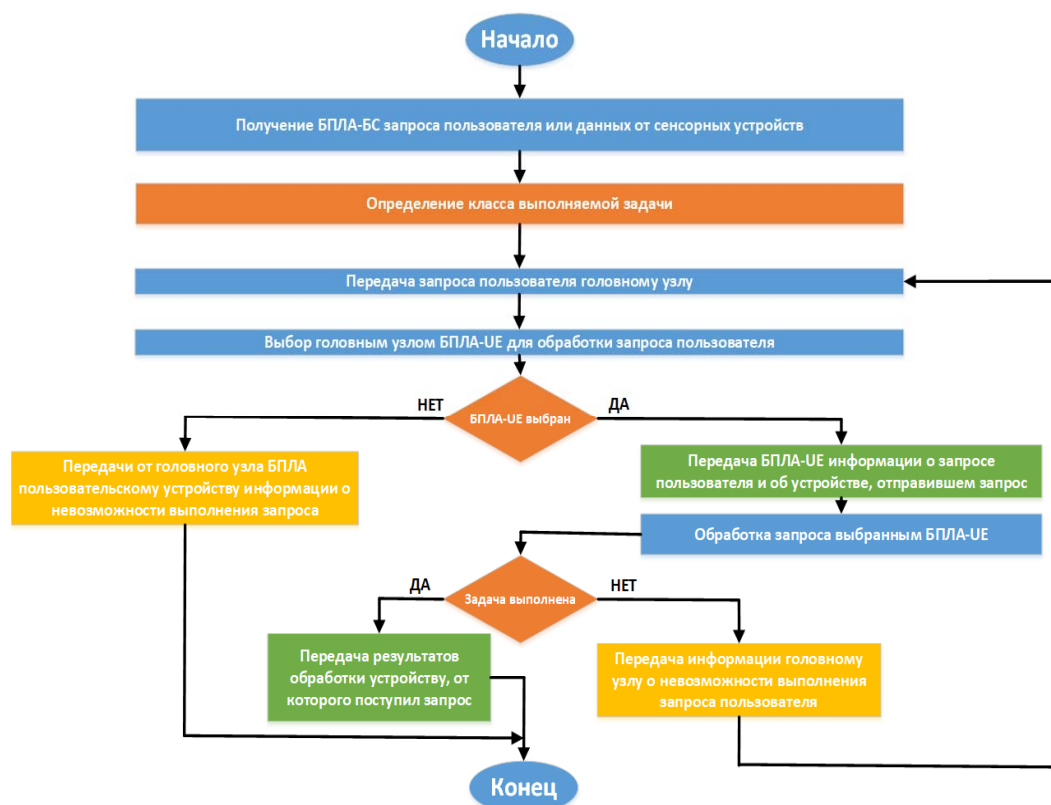 Начало
Получение БПЛА-БС запроса пользователя или данных от сенсорных устройств
Определение класса выполняемой задачи
Передача запроса пользователя головному узлу
Выбор головным узлом БПЛА-UE для обработки запроса пользователя
НЕТ
БПЛА-UE выбран
ДА
Передачи от головного узла БПЛА
пользовательскому устройству информации о
невозможности выполнения запроса
Передача БПЛА-UE информации о запросе
пользователя и об устройстве, отправившем запрос
Обработка запроса выбранным БПЛА-UE
ДА
Задача выполнена
НЕТ
Передача результатов
обработки устройству, от
которого поступил запрос
Передача информации головному
узлу о невозможности выполнения
запроса пользователя
Конец